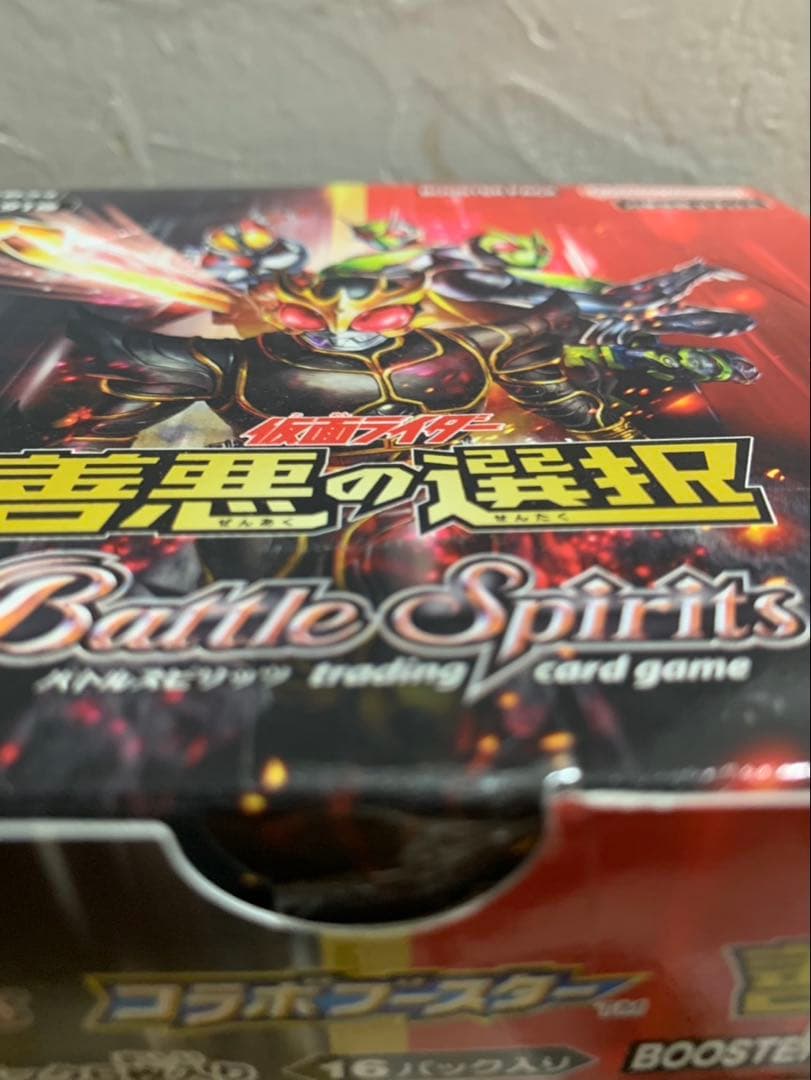 仮面ライダー
善悪の選択
ぜんあく せんたく
Battle Spirits
バトルスピリッツ trading card game
コラボブースター
16パック入り BOOSTER